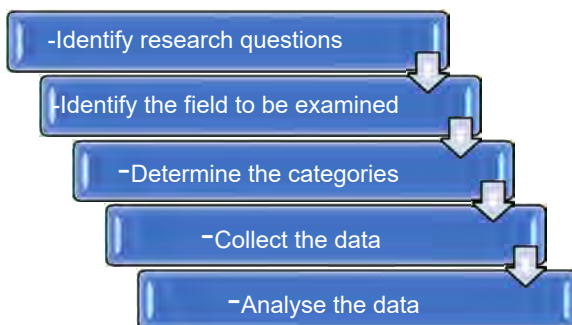 -Identify research questions
-Identify the field to be examined
-Determine the categories
-Collect the data
-Analyse the data